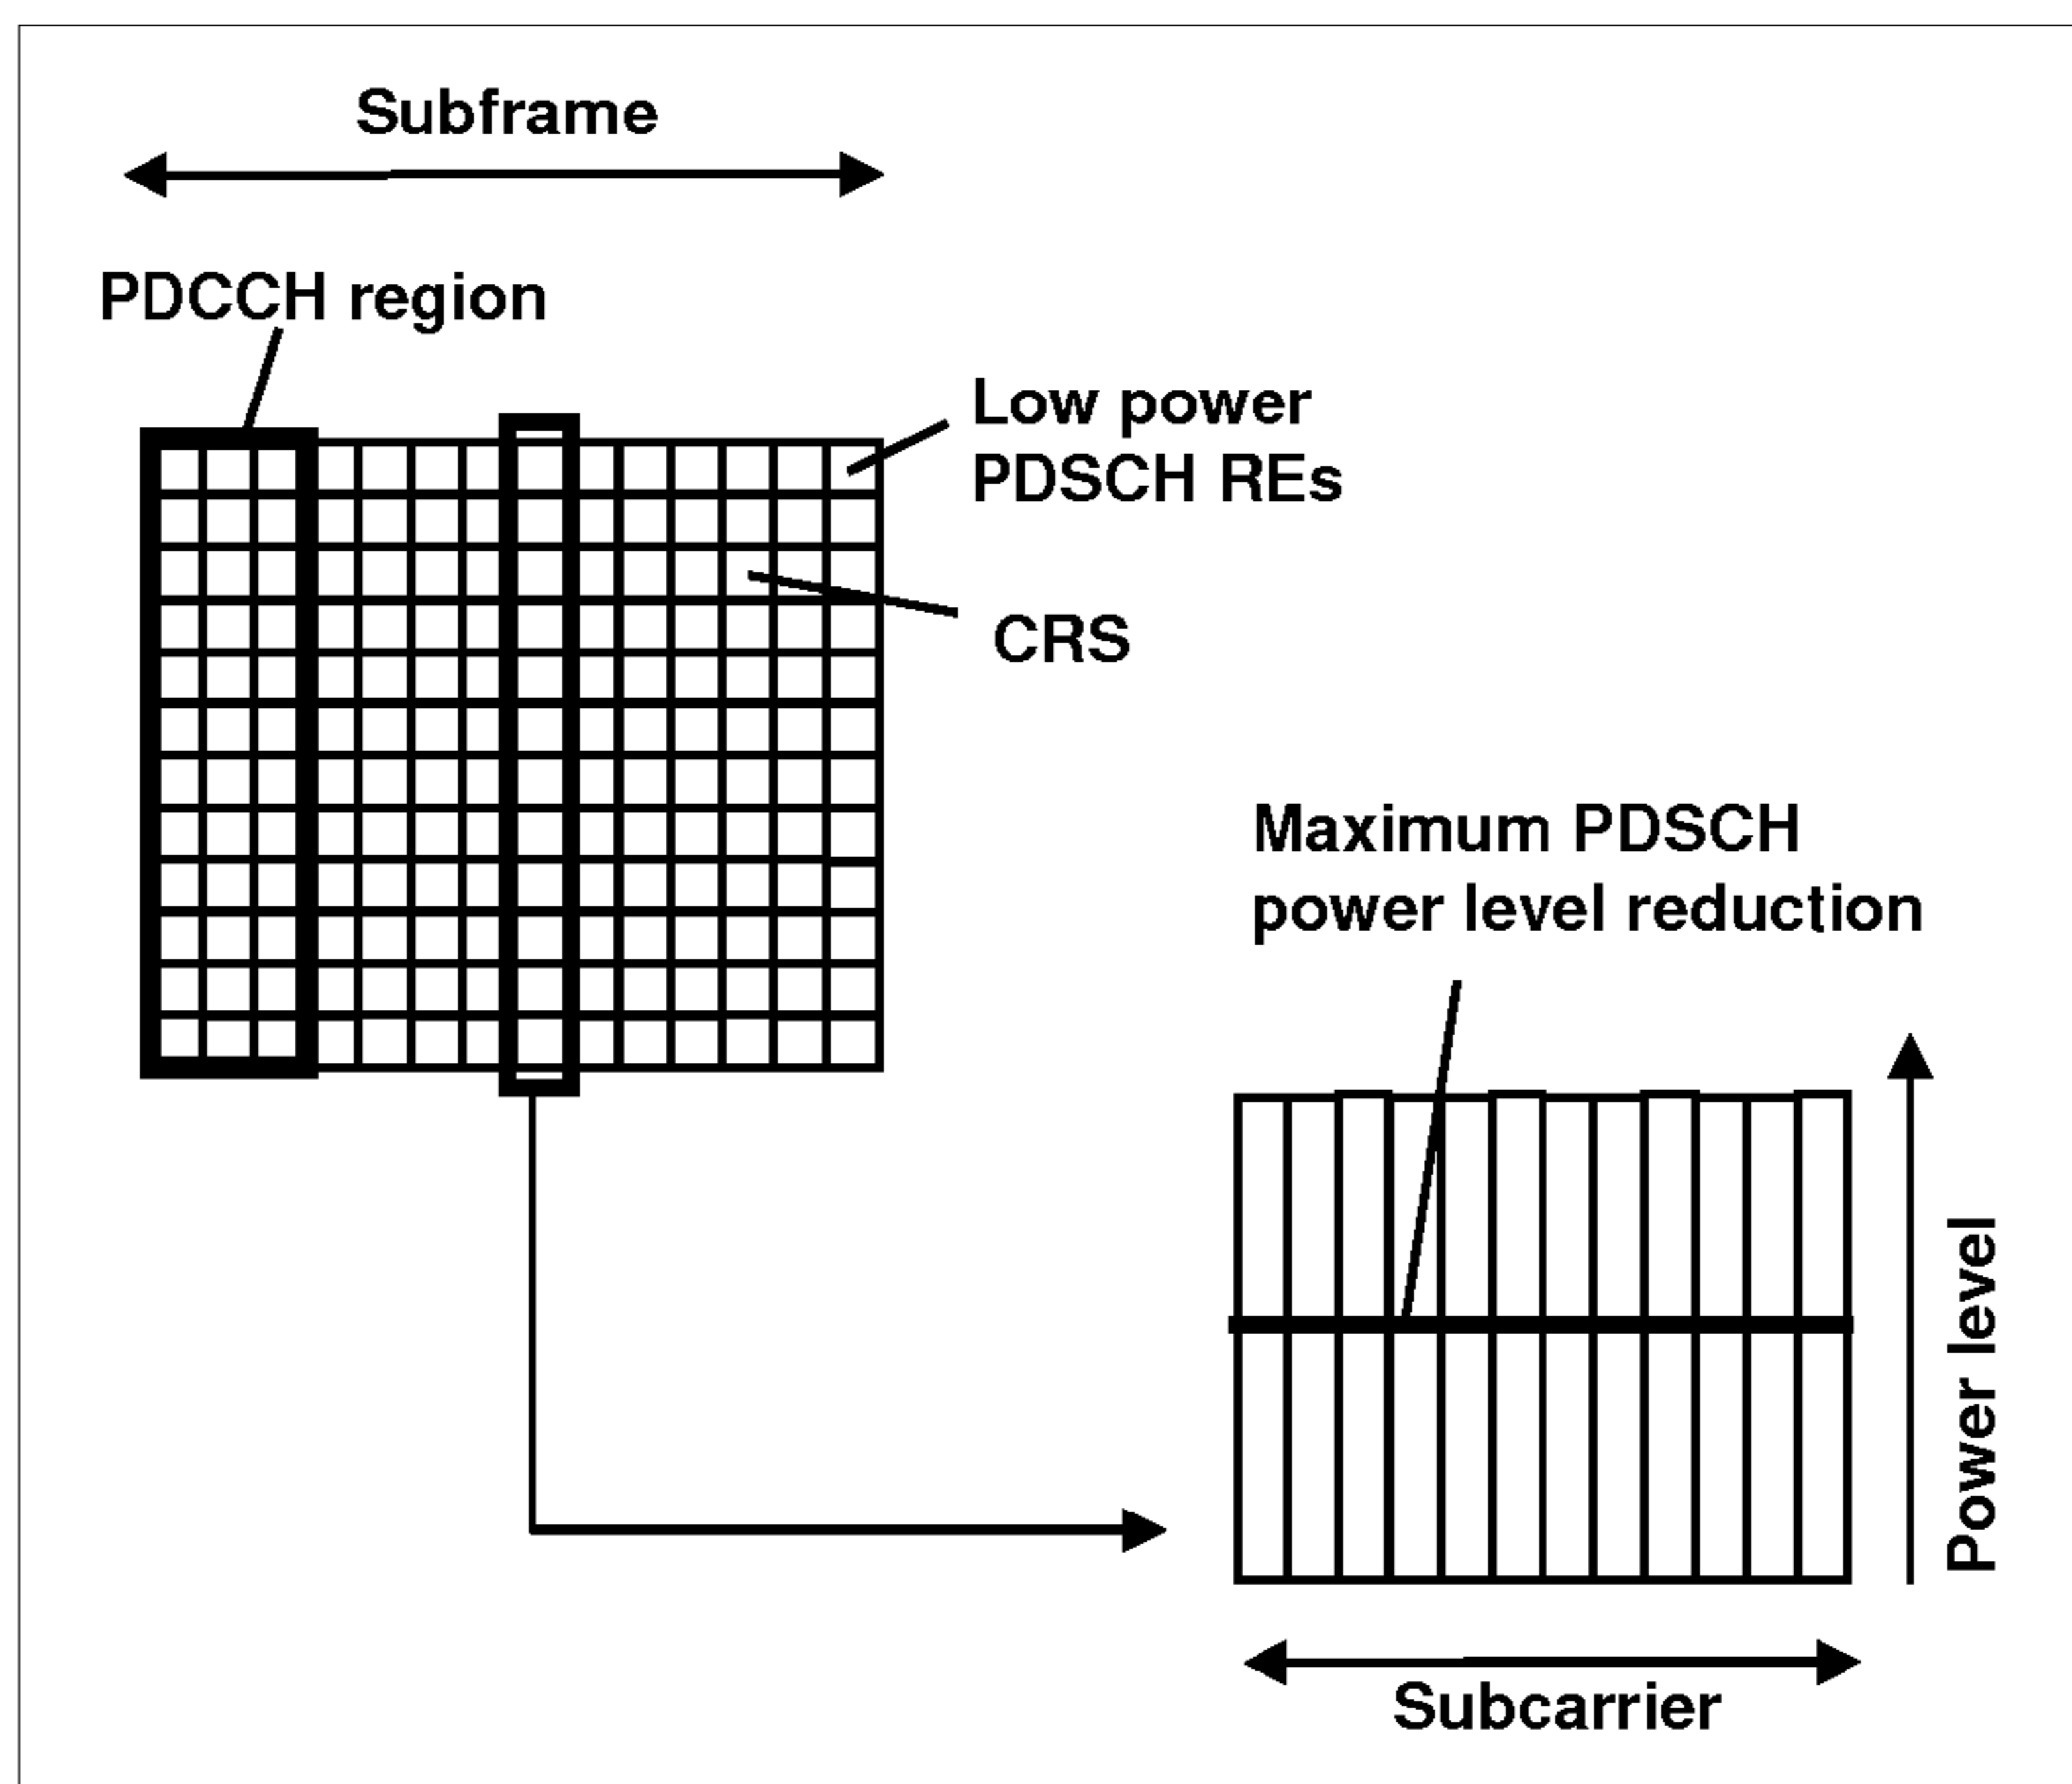 Subframe
PDCCH region
Low power
PDSCH REs
CRS
Maximum PDSCH
power level reduction
Power level
Subcarrier